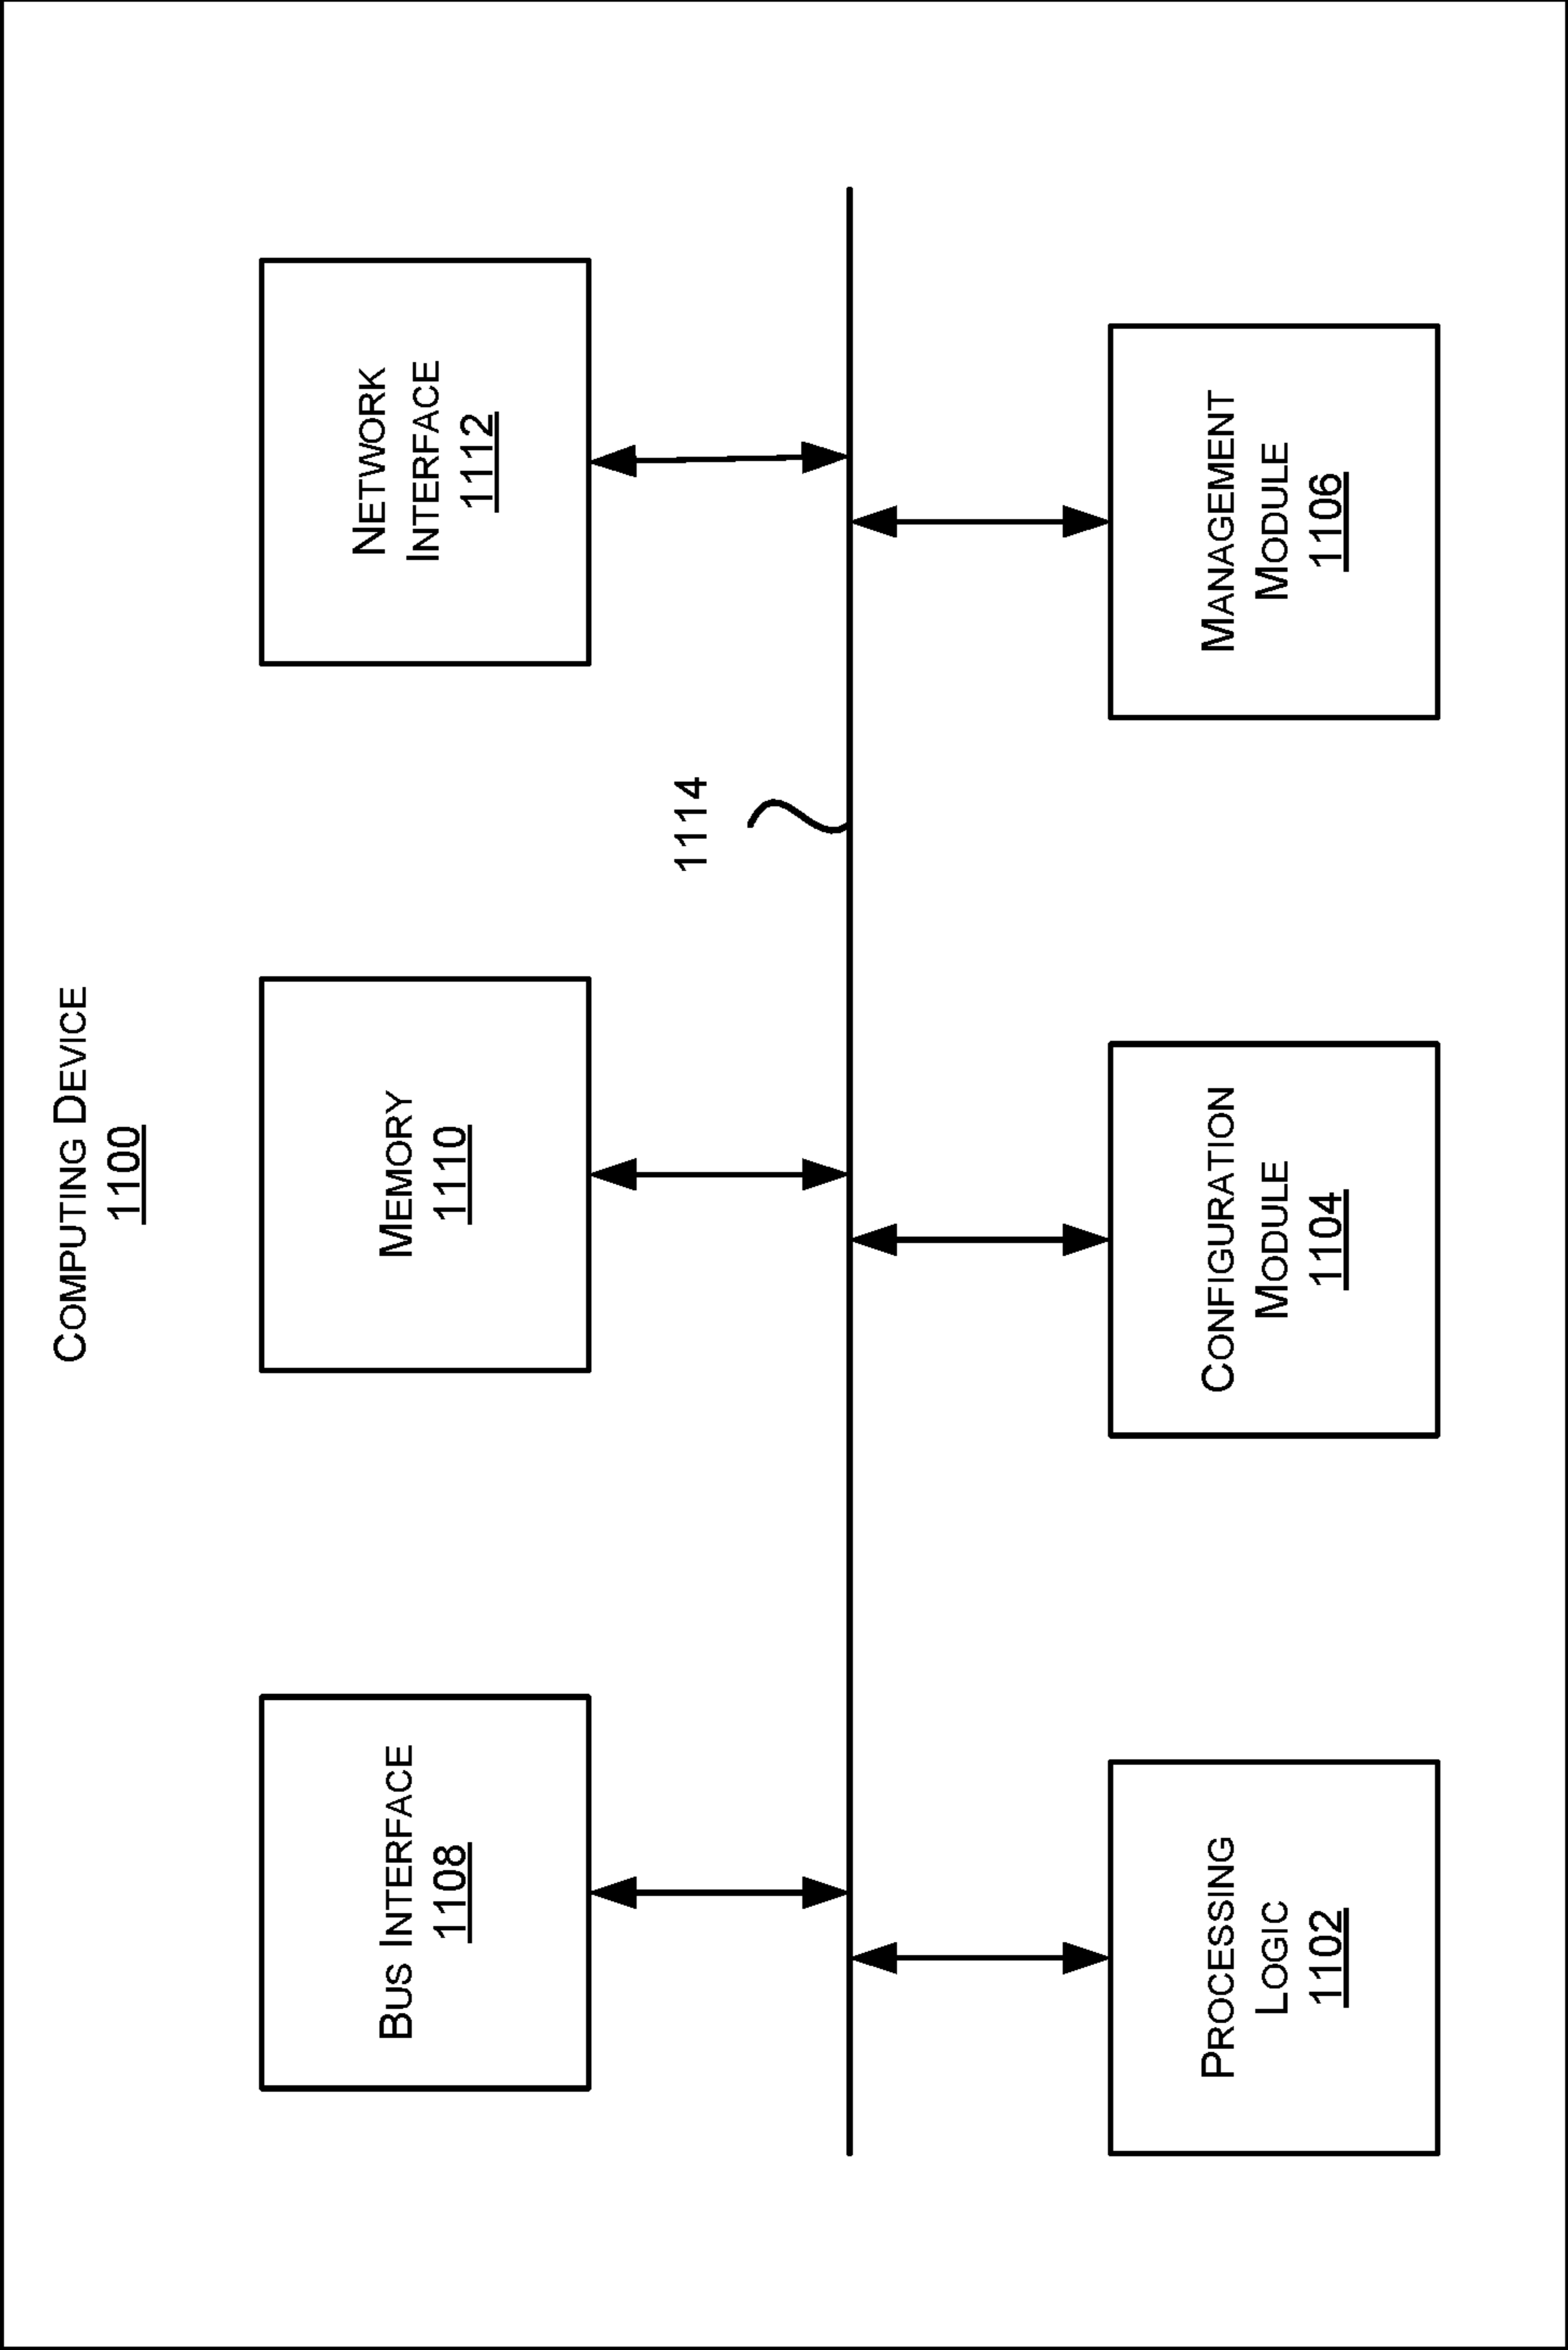 COMPUTING DEVICE
1100
BUS INTERFACE
1108
MEMORY
1110
NETWORK
INTERFACE
1112
1114
PROCESSING
LOGIC
1102
CONFIGURATION
MODULE
1104
MANAGEMENT
MODULE
1106